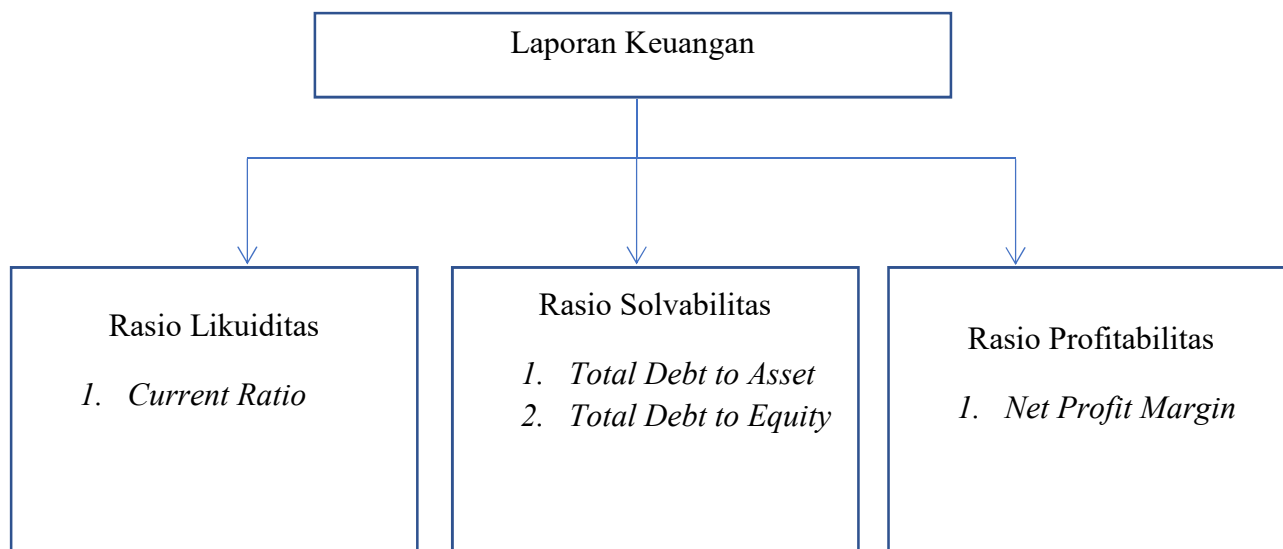 Laporan Keuangan
Rasio Likuiditas
1. Current Ratio
Rasio Solvabilitas
1. Total Debt to Asset
2. Total Debt to Equity
Rasio Profitabilitas
1. Net Profit Margin